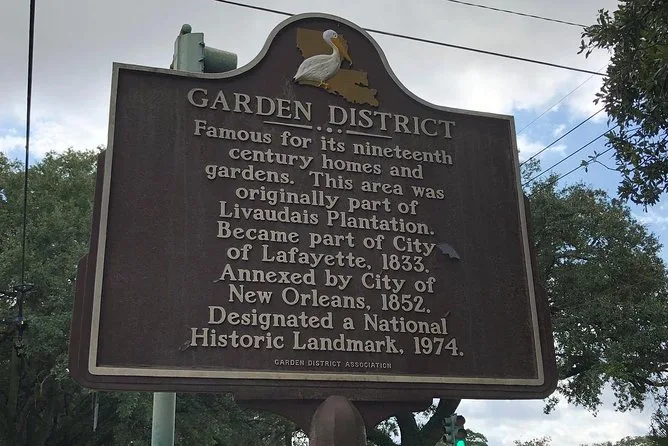 GARDEN DISTRICT
Famous for its nineteenth
century homes and
gardens. This area was
originally part of
Livaudais Plantation.
Became part of City
of Lafayette, 1833.
Annexed by City of
New Orleans, 1852.
Designated a National
Historic Landmark, 1974.
GARDEN DISTRICT ASSOCIATION